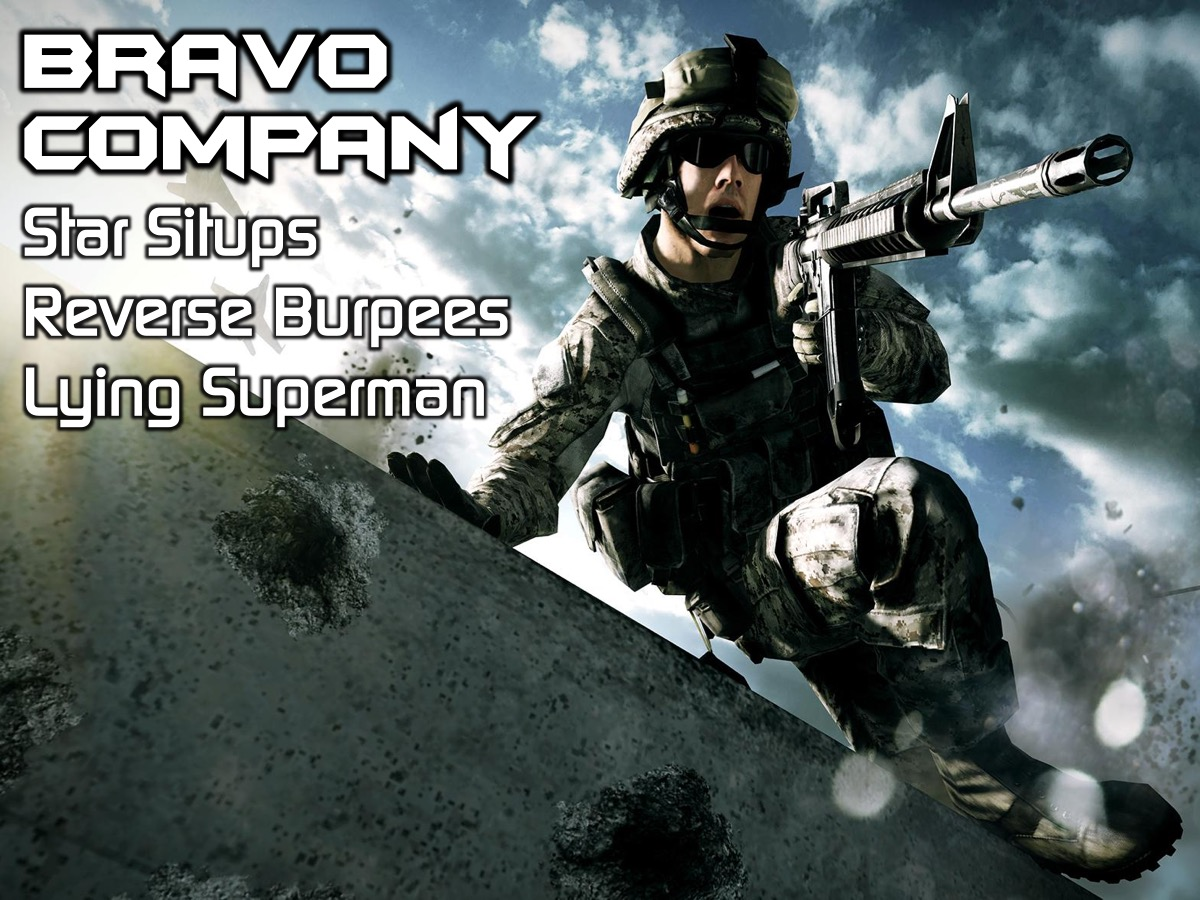 BRAVO
COMPANY
Star Situps
Reverse Burpees
Lying Superman